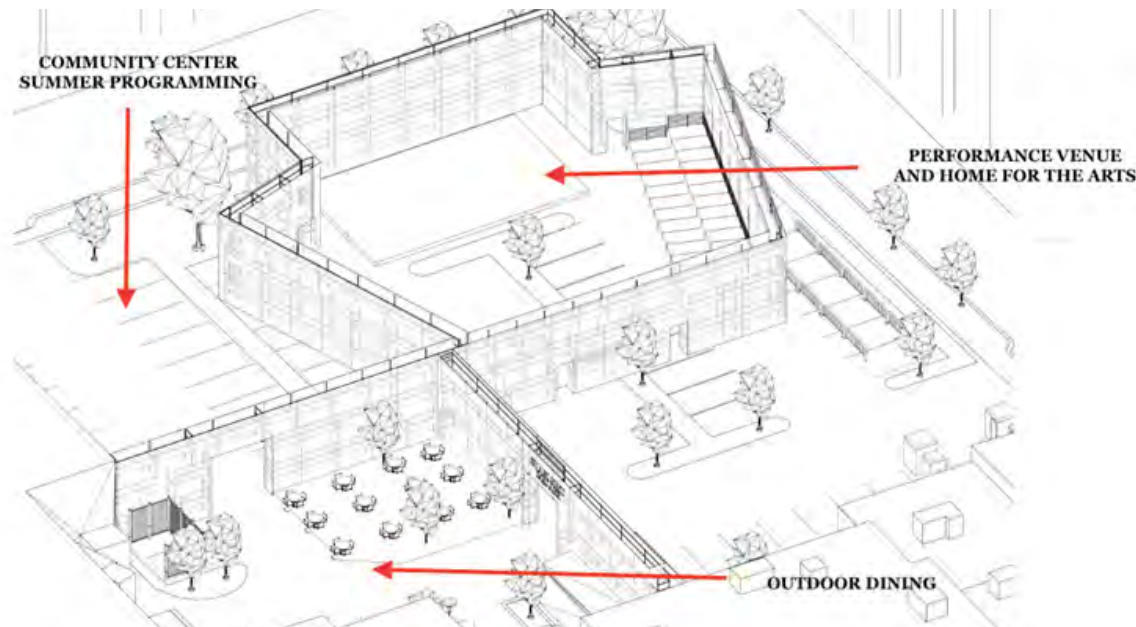 COMMUNITY CENTER
SUMMER PROGRAMMING
PERFORMANCE VENUE
AND HOME FOR THE ARTS
OUTDOOR DINING